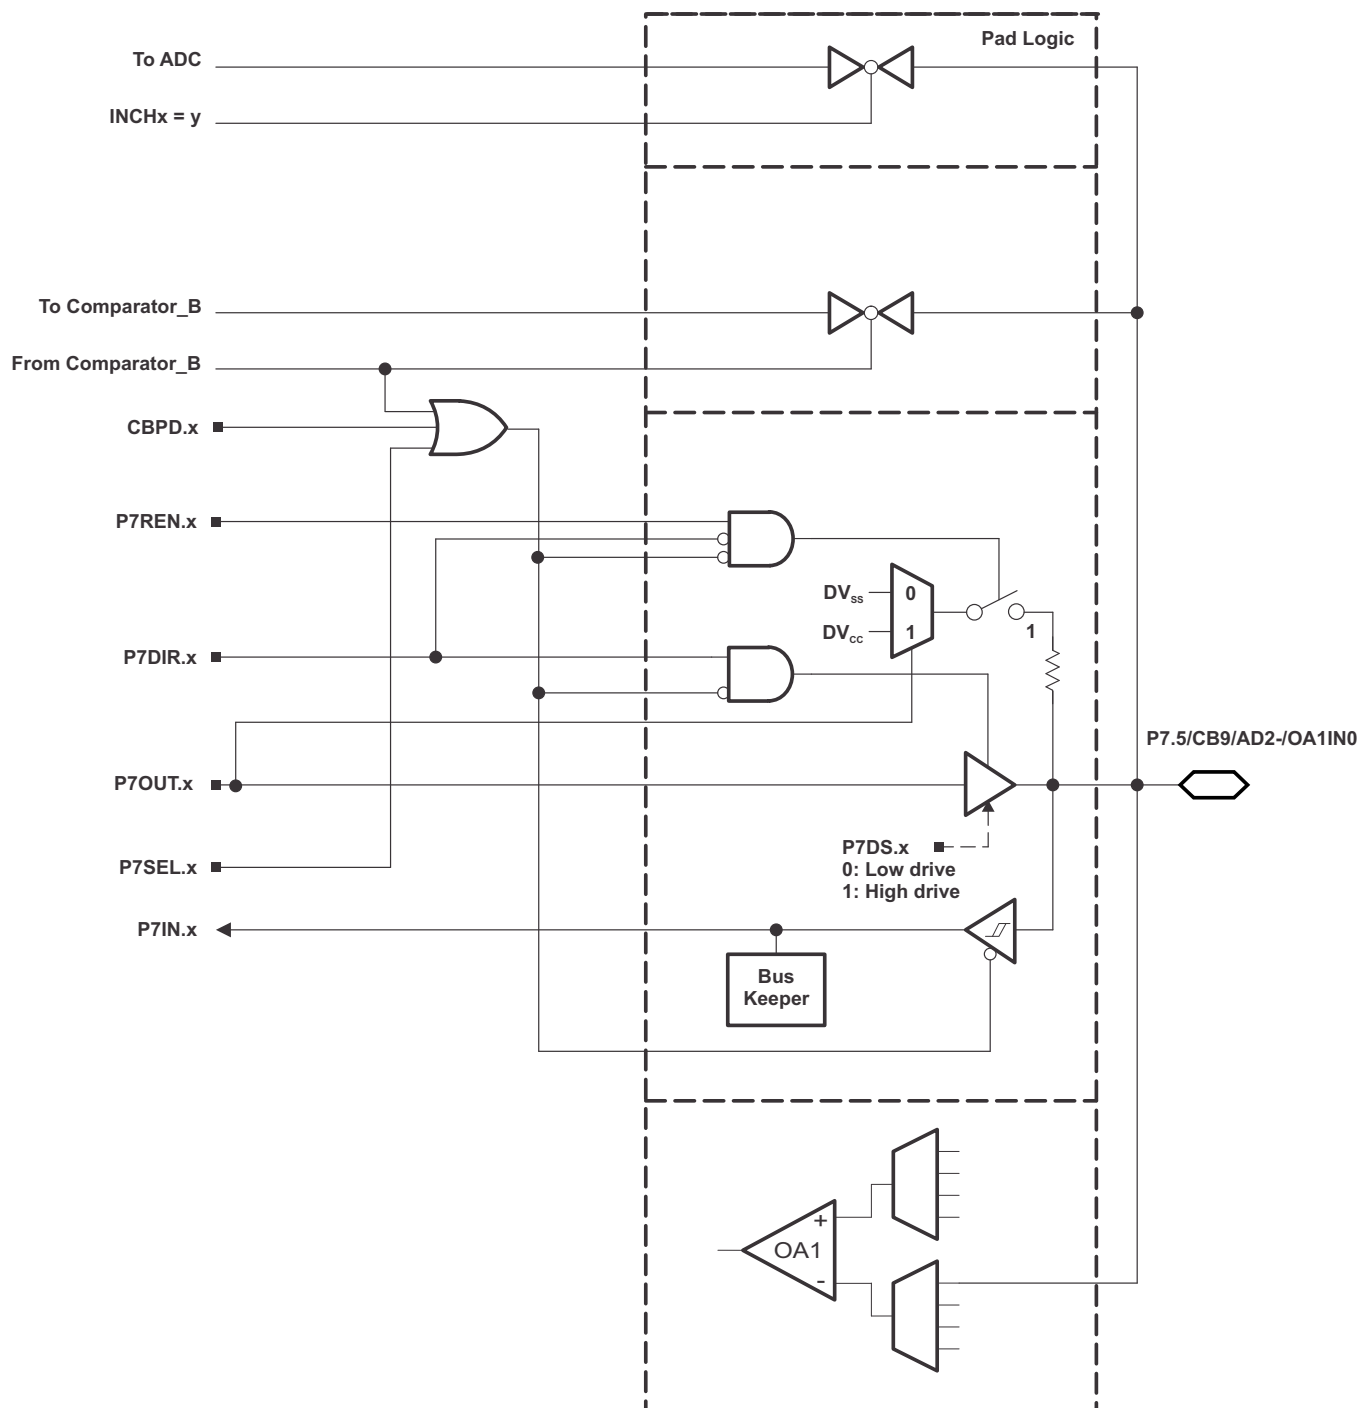 Pad Logic
To ADC
INCHx = y
To Comparator_B
From Comparator_B
CBPD.x
P7REN.x
DVSS
0
DVCC
1
1
P7DIR.x
P7.5/CB9/AD2-/OA1IN0
P7OUT.x
P7DS.x
0: Low drive
1: High drive
P7SEL.x
P7IN.x
Bus
Keeper
+
OA1
-